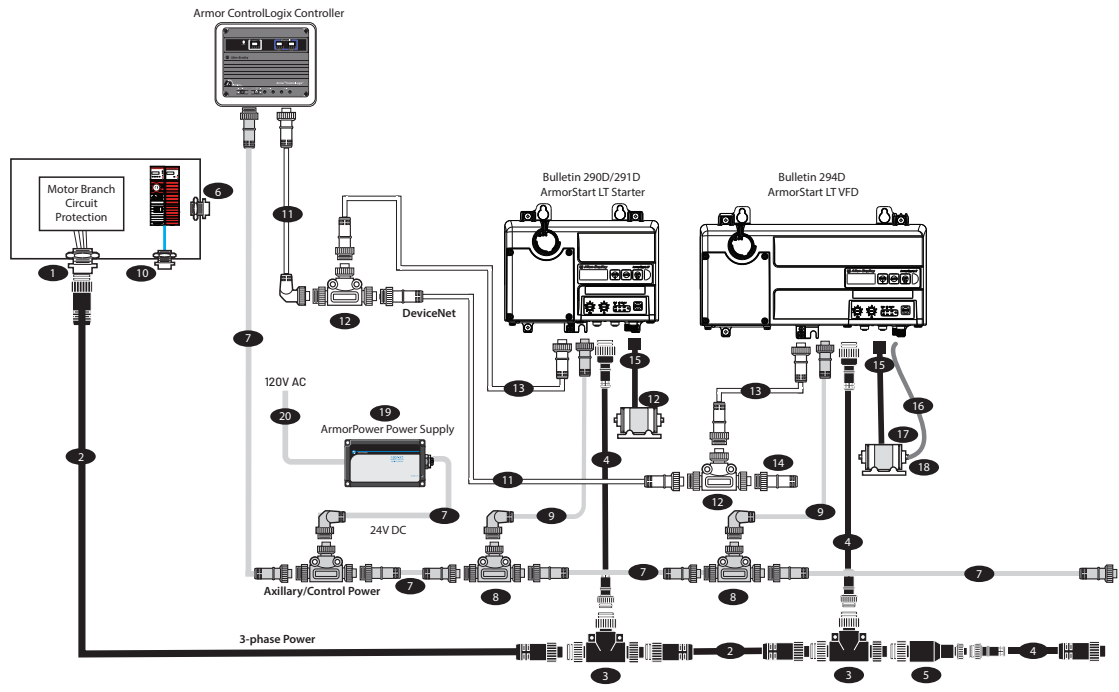 Armor ControlLogix Controller
Motor Branch
Circuit
Protection
6
1
10
11
12
DeviceNet
Bulletin 290D/291D
ArmorStart LT Starter
Bulletin 294D
ArmorStart LT VFD
15
15
13
12
13
16
17
18
7
120V AC
20
19
ArmorPower Power Supply
2
4
14
11
12
7
24V DC
9
9
4
Axillary/Control Power
7
8
7
8
7
3-phase Power
2
4
3
3
5